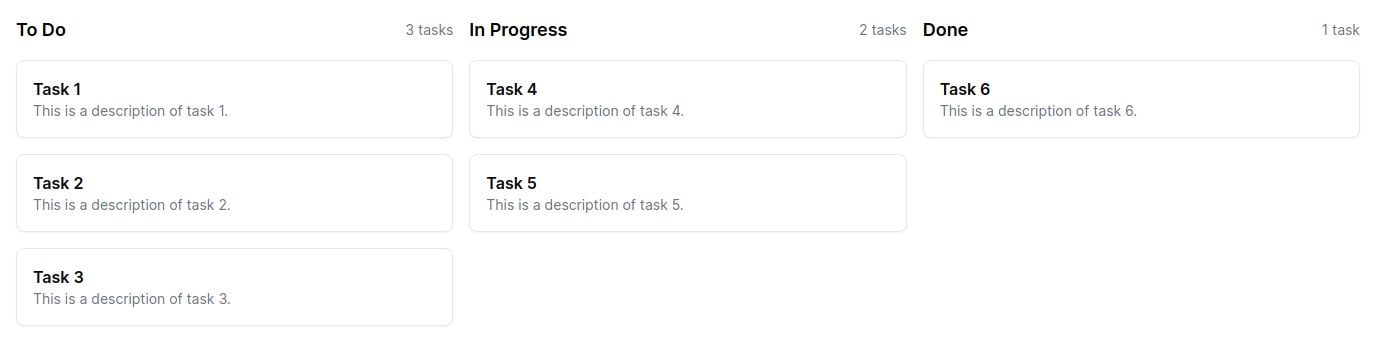 To Do
3 tasks
Task 1
This is a description of task 1.
Task 2
This is a description of task 2.
Task 3
This is a description of task 3.
In Progress
2 tasks
Task 4
This is a description of task 4.
Task 5
This is a description of task 5.
Done
1 task
Task 6
This is a description of task 6.